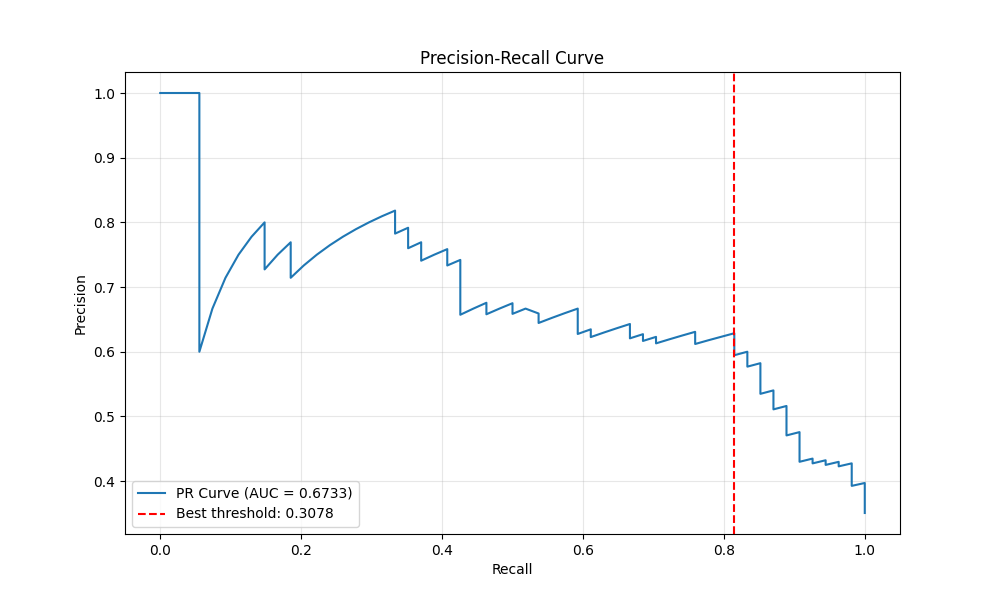 Precision-Recall Curve
1.0
0.9
0.8
0.7
0.6
0.5
0.4
Precision
PR Curve (AUC = 0.6733)
Best threshold: 0.3078
0.0 0.2 0.4 0.6 0.8 1.0
Recall